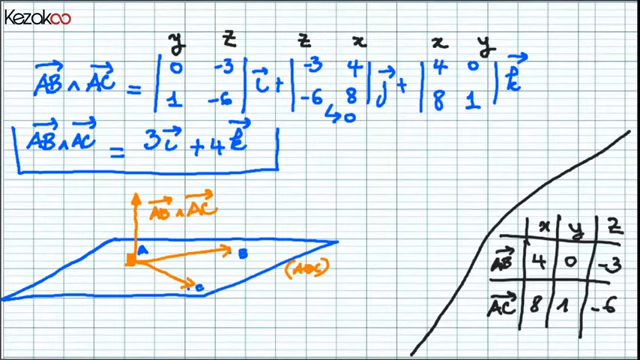 Kezakoo
y z z x x y
AB ∧ AC = | 0 -3 | i + | -3 4 | j + | 4 0 | k
| 1 -6 | | -6 8 | | 8 1 |
↳ 0
AB ∧ AC = 3i + 4k
AB ∧ AC
A
B
C
(ABC)
x y z
AB 4 0 -3
AC 8 1 -6